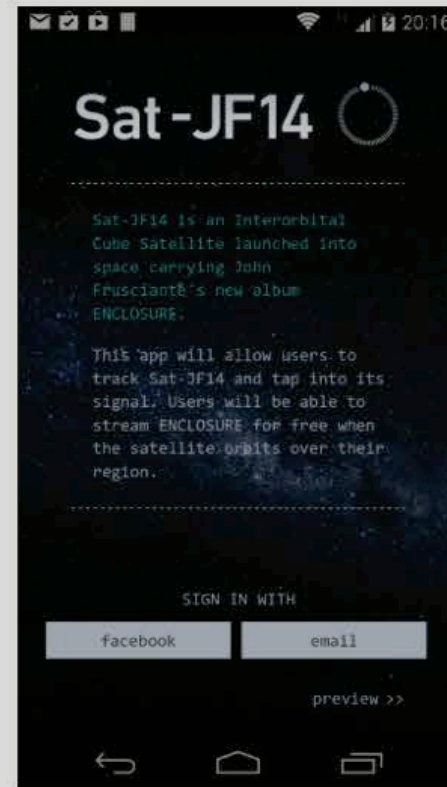 20:16
Sat-JF14
Sat-JF14 is an Interorbital
Cube Satellite launched into
space carrying John
Frusciante's new album
ENCLOSURE.
This app will allow users to
track Sat-JF14 and tap into its
signal. Users will be able to
stream ENCLOSURE for free when
the satellite orbits over their
region.
SIGN IN WITH
facebook email
preview >>